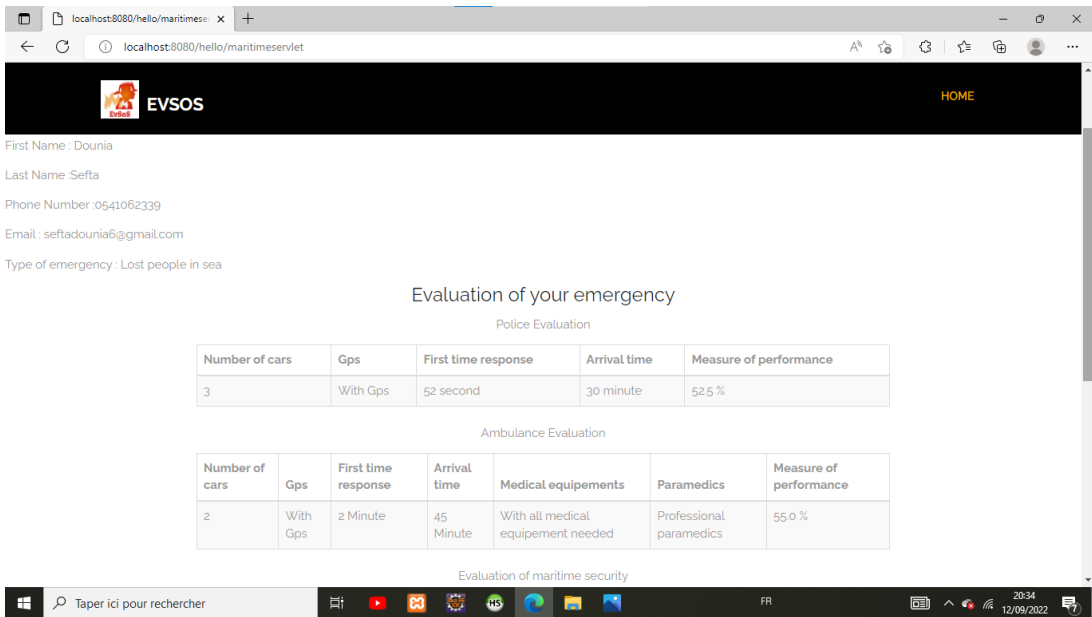 localhost:8080/hello/maritimese
localhost:8080/hello/maritimeservlet
EvSoS
EVSOS
HOME
First Name : Dounia
Last Name :Sefta
Phone Number :0541062339
Email : seftadounia6@gmail.com
Type of emergency : Lost people in sea
Evaluation of your emergency
Police Evaluation
Number of cars Gps First time response Arrival time Measure of performance
3 With Gps 52 second 30 minute 52.5 %
Ambulance Evaluation
Number of cars Gps First time response Arrival time Medical equipements Paramedics Measure of performance
2 With Gps 2 Minute 45 Minute With all medical equipement needed Professional paramedics 55.0 %
Evaluation of maritime security
Taper ici pour rechercher
HS
FR
20:34
12/09/2022
7